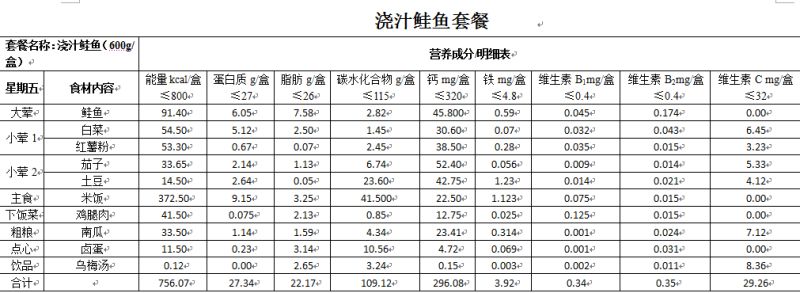 浇汁鲑鱼套餐
套餐名称：浇汁鲑鱼（600g/盒） 营养成分明细表
星期五 食材内容 能量 kcal/盒 ≤800 蛋白质 g/盒 ≤27 脂肪 g/盒 ≤26 碳水化合物 g/盒 ≤115 钙 mg/盒 ≤320 铁 mg/盒 ≤4.8 维生素 B₁mg/盒 ≤0.4 维生素 B₂mg/盒 ≤0.4 维生素 C mg/盒 ≤32
大荤 鲑鱼 91.40 6.05 7.58 2.82 45.800 0.59 0.045 0.174 0.00
小荤 1 白菜 54.50 5.12 2.50 1.45 30.60 0.07 0.032 0.043 6.45
红薯粉 53.30 0.67 0.07 2.45 38.50 0.28 0.035 0.015 3.23
小荤 2 茄子 33.65 2.14 1.13 6.74 52.40 0.056 0.009 0.014 5.33
土豆 14.50 2.64 0.05 23.60 42.75 1.23 0.014 0.021 4.12
主食 米饭 372.50 9.15 3.25 41.500 22.50 1.123 0.075 0.015 0.00
下饭菜 鸡腿肉 41.50 0.075 2.13 0.85 12.74 0.025 0.125 0.015 0.00
粗粮 南瓜 33.50 1.14 1.59 4.34 23.41 0.314 0.001 0.024 7.12
点心 卤蛋 11.50 0.23 3.14 10.56 4.72 0.069 0.001 0.031 0.00
饮品 乌梅汤 0.12 0.00 2.65 3.24 0.15 0.003 0.002 0.011 8.36
合计 756.07 27.34 22.17 109.12 296.08 3.92 0.34 0.35 29.26